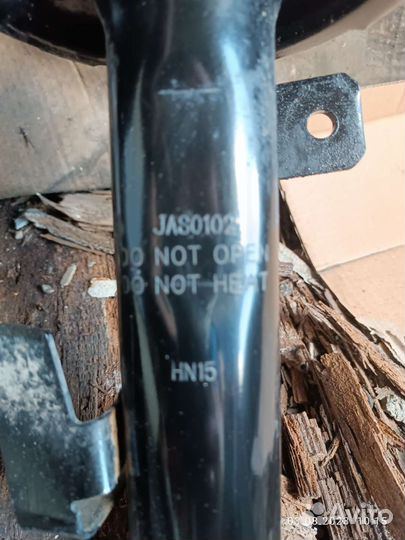 JAS0102
DO NOT OPEN
DO NOT HEAT
HN15
Avito